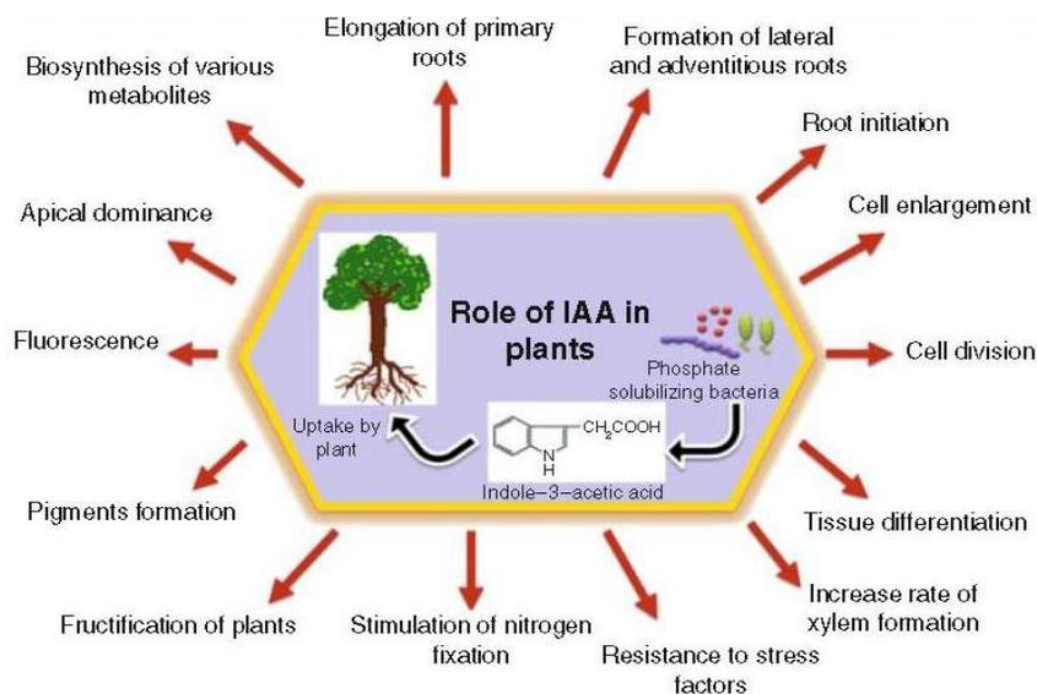 Elongation of primary
roots
Formation of lateral
and adventitious roots
Biosynthesis of various
metabolites
Root initiation
Apical dominance
Cell enlargement
Role of IAA in
plants
Fluorescence
Cell division
Phosphate
solubilizing bacteria
Uptake by
plant
CH2COOH
N
H
Indole–3–acetic acid
Pigments formation
Tissue differentiation
Fructification of plants
Stimulation of nitrogen
fixation
Resistance to stress
factors
Increase rate of
xylem formation